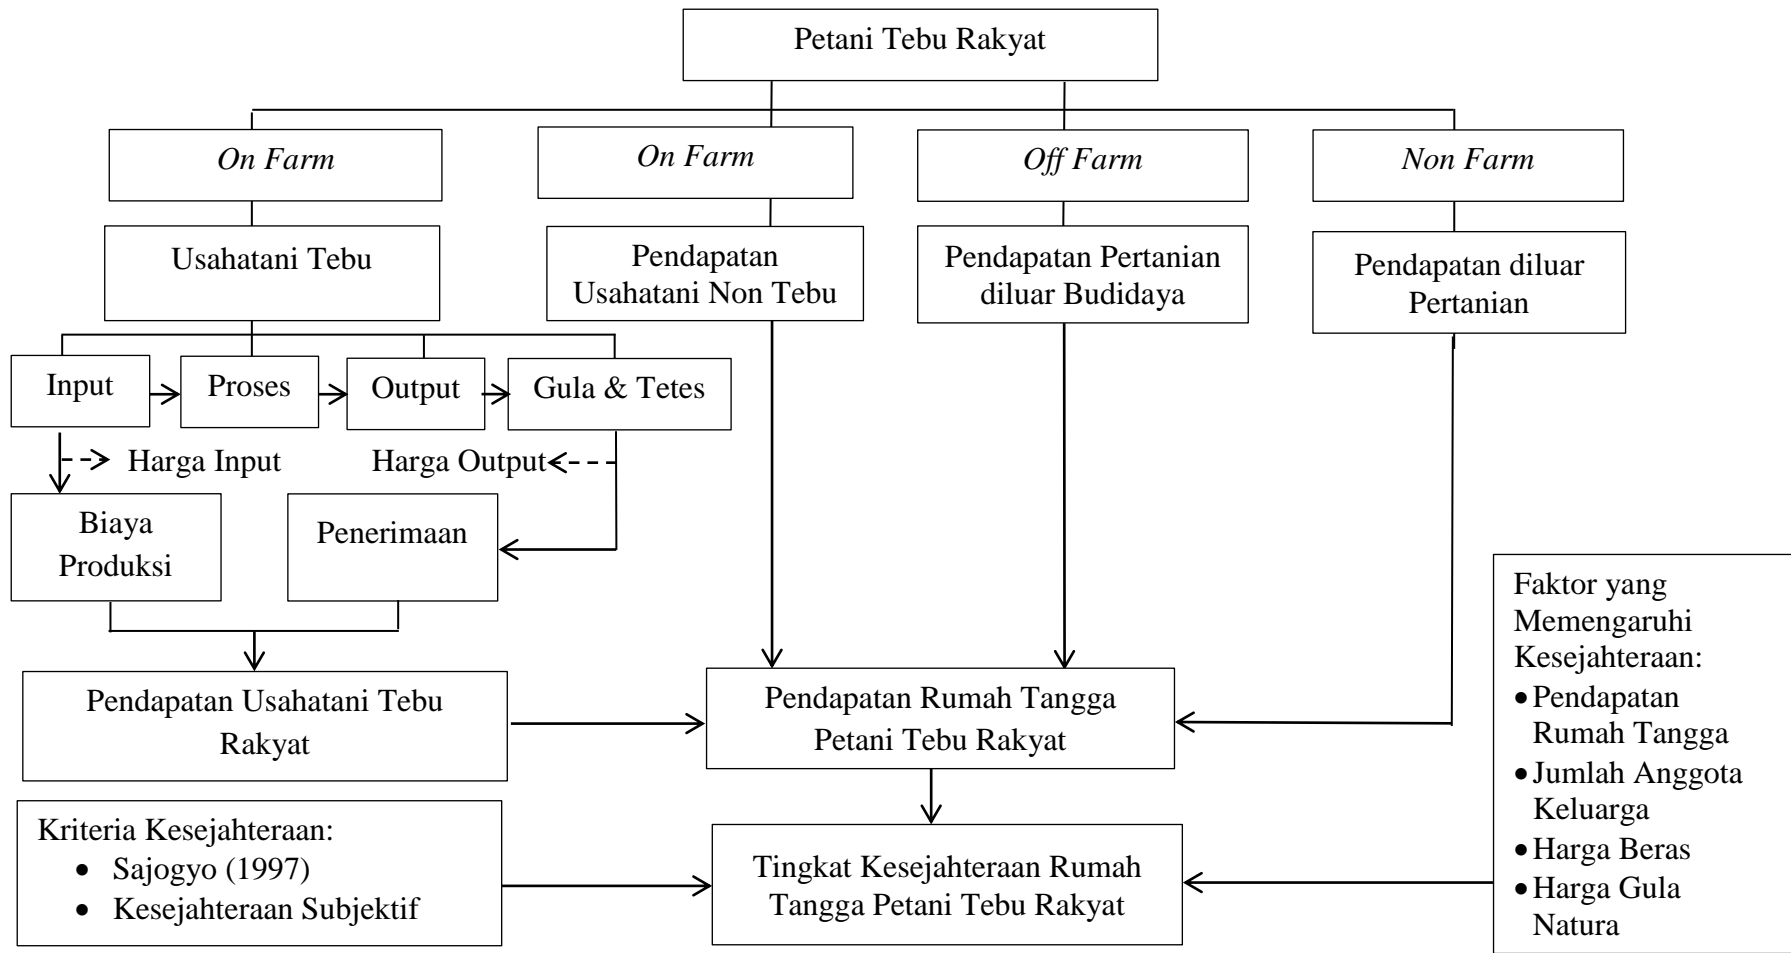 Petani Tebu Rakyat
On Farm
On Farm
Off Farm
Non Farm
Usahatani Tebu
Pendapatan
Usahatani Non Tebu
Pendapatan Pertanian
diluar Budidaya
Pendapatan diluar
Pertanian
Input
Proses
Output
Gula & Tetes
Harga Input
Harga Output
Biaya
Produksi
Penerimaan
Pendapatan Usahatani Tebu
Rakyat
Pendapatan Rumah Tangga
Petani Tebu Rakyat
Faktor yang
Memengaruhi
Kesejahteraan:
• Pendapatan
Rumah Tangga
• Jumlah Anggota
Keluarga
• Harga Beras
• Harga Gula
Natura
Kriteria Kesejahteraan:
• Sajogyo (1997)
• Kesejahteraan Subjektif
Tingkat Kesejahteraan Rumah
Tangga Petani Tebu Rakyat